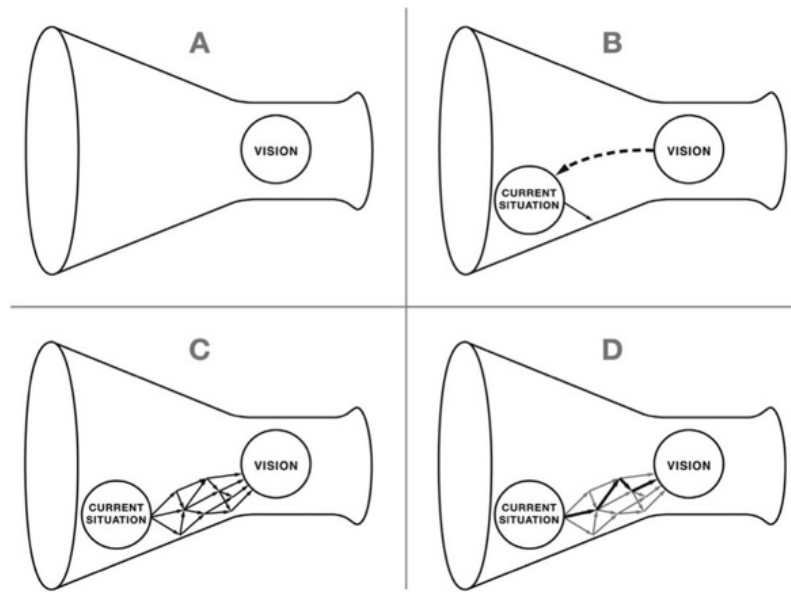 A
VISION
B
VISION
CURRENT
SITUATION
C
VISION
CURRENT
SITUATION
D
VISION
CURRENT
SITUATION